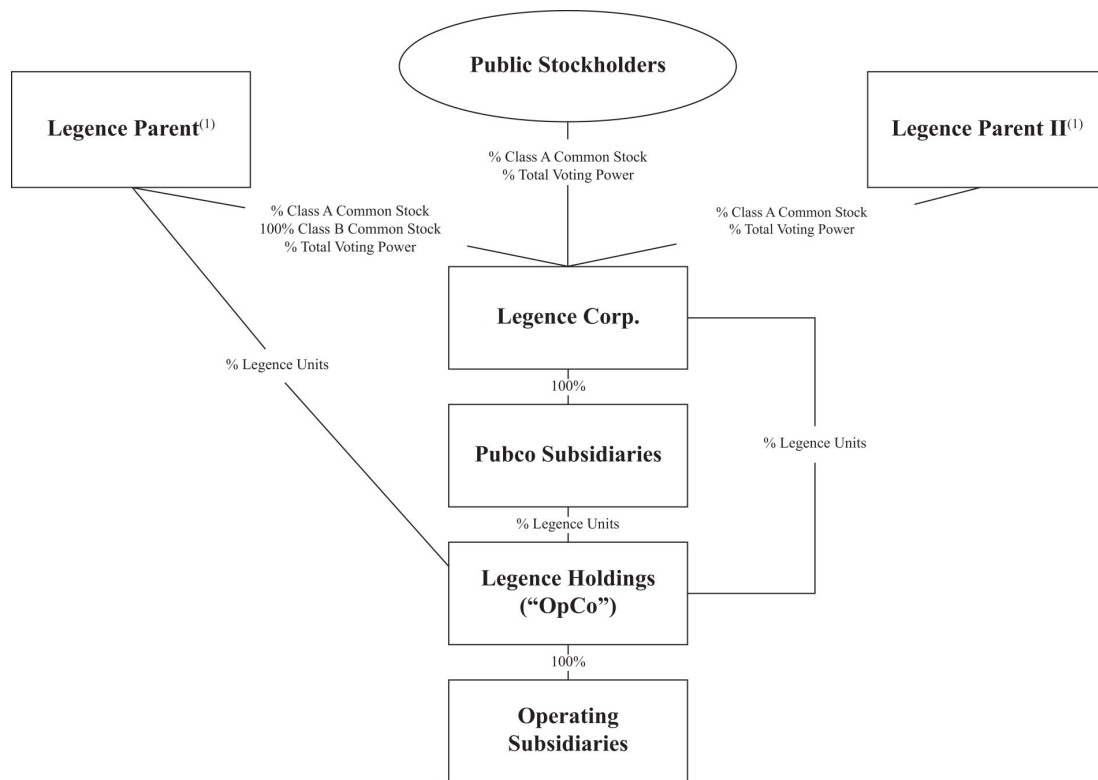 Public Stockholders
Legence Parent(1)
Legence Parent II(1)
% Class A Common Stock
% Total Voting Power
% Class A Common Stock
100% Class B Common Stock
% Total Voting Power
% Class A Common Stock
% Total Voting Power
Legence Corp.
% Legence Units
100%
Pubco Subsidiaries
% Legence Units
% Legence Units
Legence Holdings
(“OpCo”)
100%
Operating
Subsidiaries